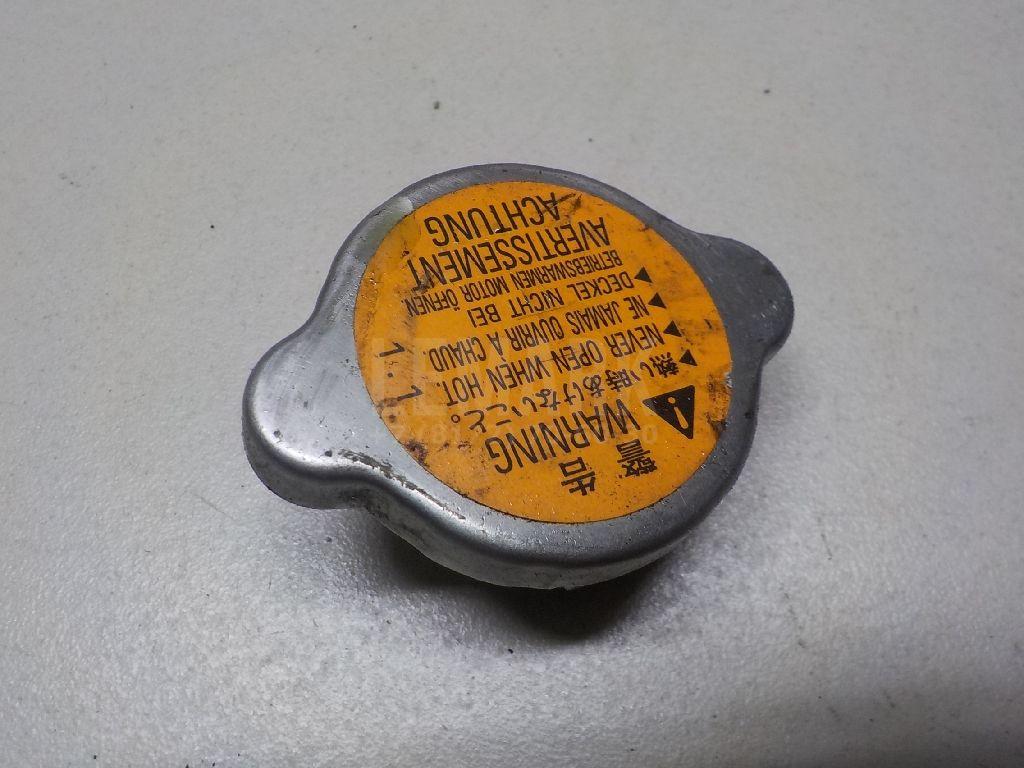 警告
WARNING
熱い時あけないこと。
NEVER OPEN WHEN HOT.
NE JAMAIS OUVRIR À CHAUD.
DECKEL NICHT BEI
BETRIEBSWARMEN MOTOR ÖFFNEN
AVERTISSEMENT
ACHTUNG
1.1